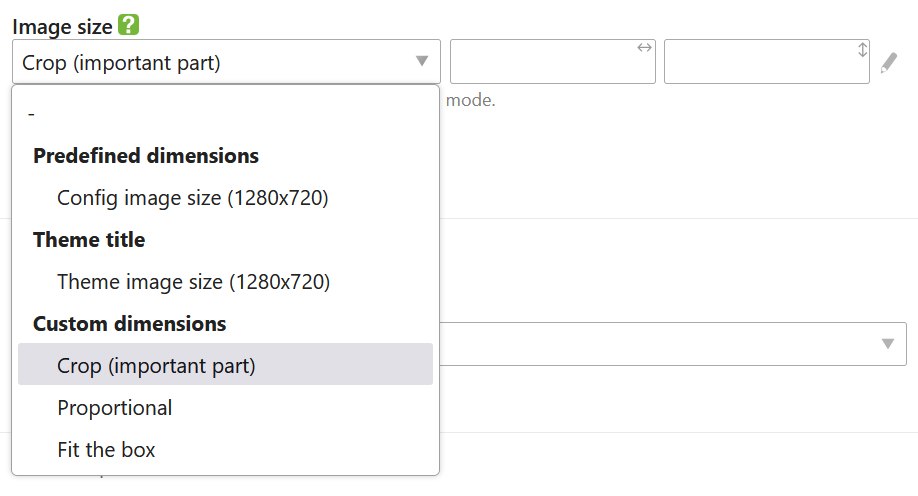 Image size ?
Crop (important part)
mode.
-
Predefined dimensions
Config image size (1280x720)
Theme title
Theme image size (1280x720)
Custom dimensions
Crop (important part)
Proportional
Fit the box